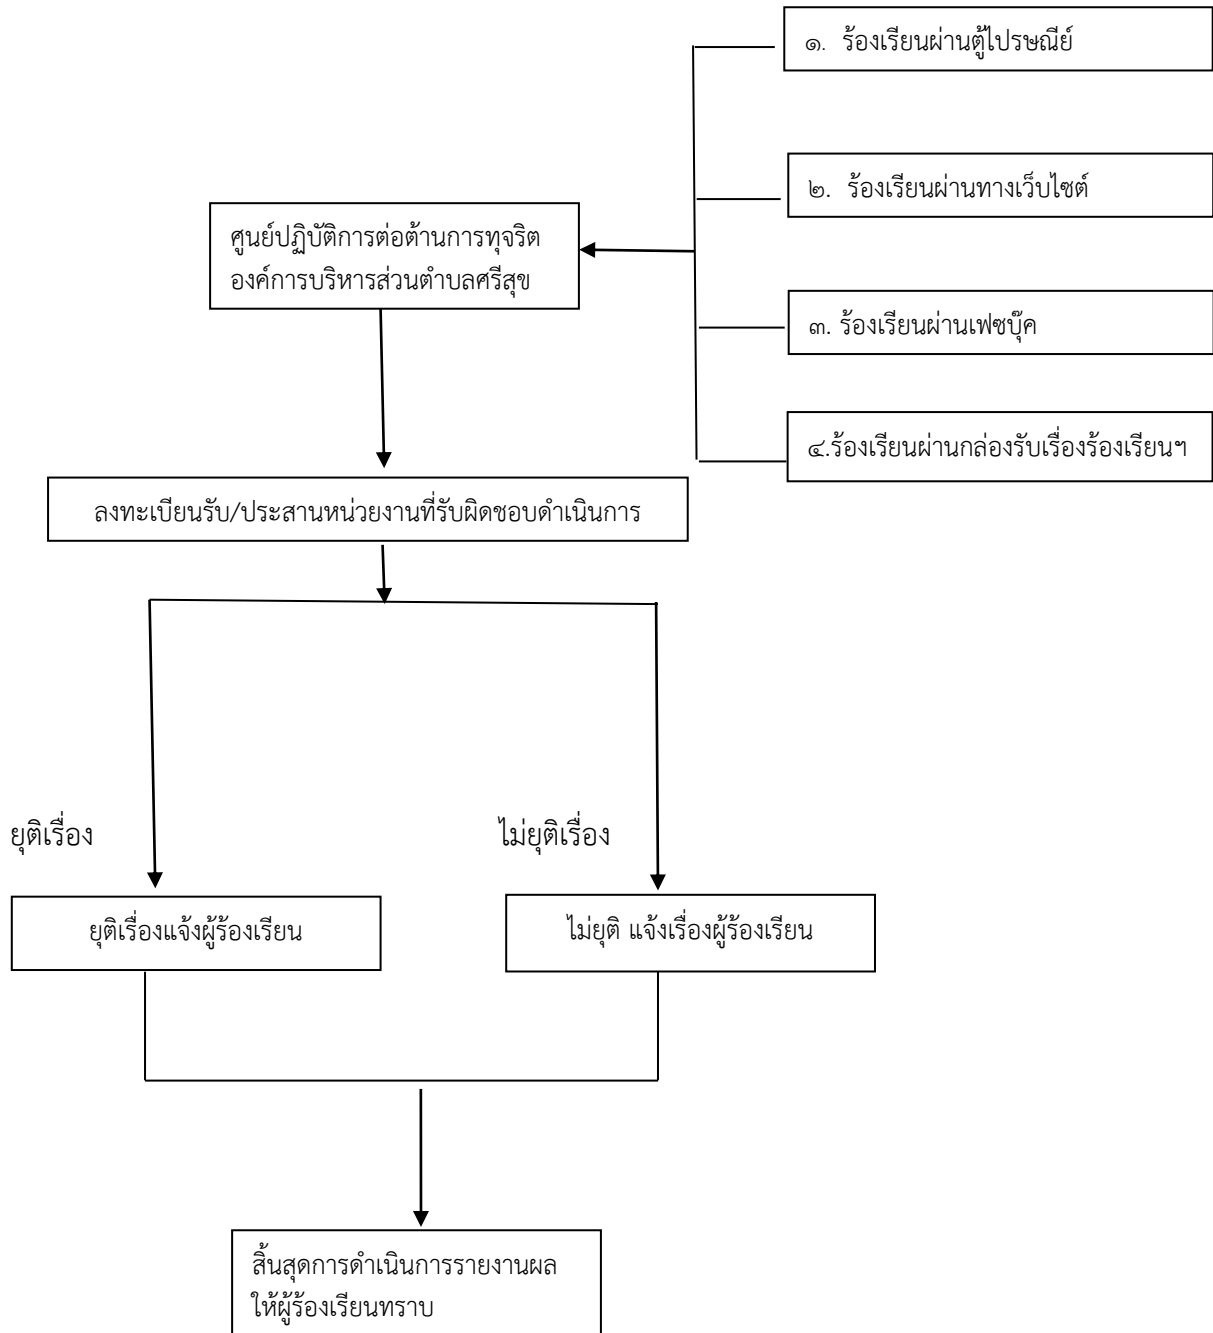 ๑. ร้องเรียนผ่านตู้ไปรษณีย์
๒. ร้องเรียนผ่านทางเว็บไซต์
ศูนย์ปฏิบัติการต่อต้านการทุจริต
องค์การบริหารส่วนตำบลศรีสุข
๓. ร้องเรียนผ่านเฟซบุ๊ค
๔.ร้องเรียนผ่านกล่องรับเรื่องร้องเรียนฯ
ลงทะเบียนรับ/ประสานหน่วยงานที่รับผิดชอบดำเนินการ
ยุติเรื่อง
ไม่ยุติเรื่อง
ยุติเรื่องแจ้งผู้ร้องเรียน
ไม่ยุติ แจ้งเรื่องผู้ร้องเรียน
สิ้นสุดการดำเนินการรายงานผล
ให้ผู้ร้องเรียนทราบ